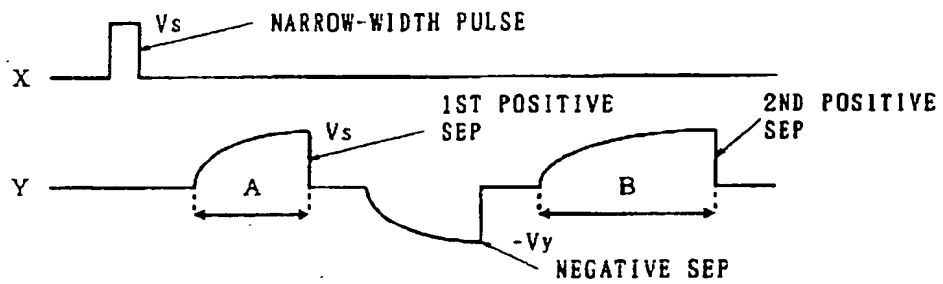 Vs
NARROW-WIDTH PULSE
X
1ST POSITIVE
SEP
2ND POSITIVE
SEP
Vs
Y
A
B
-Vy
NEGATIVE SEP